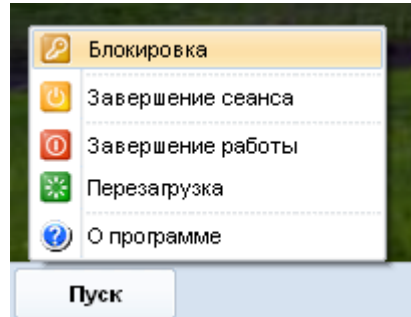 Блокировка
Завершение сеанса
Завершение работы
Перезагрузка
О программе
Пуск